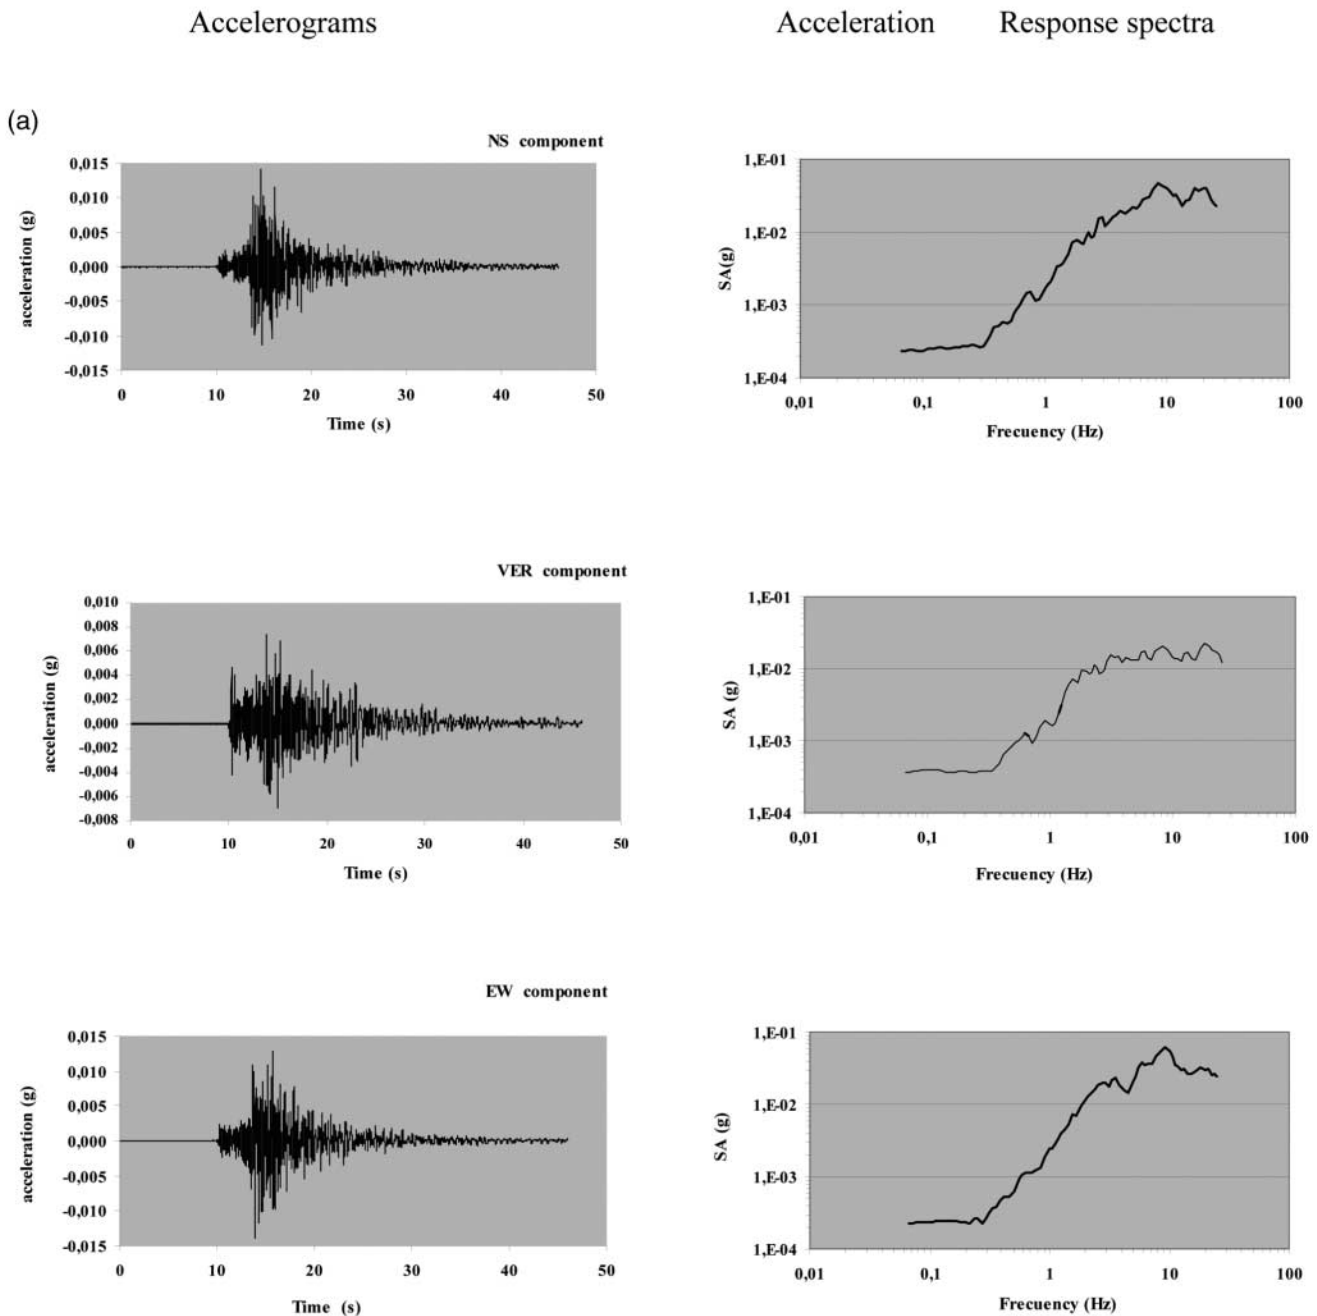 Accelerograms
Acceleration Response spectra
(a)
NS component
0,015
0,010
0,005
0,000
-0,005
-0,010
-0,015
acceleration (g)
0 10 20 30 40 50
Time (s)
1,E-01
1,E-02
1,E-03
1,E-04
SA(g)
0,01 0,1 1 10 100
Frecuency (Hz)
VER component
0,010
0,008
0,006
0,004
0,002
0,000
-0,002
-0,004
-0,006
-0,008
acceleration (g)
0 10 20 30 40 50
Time (s)
1,E-01
1,E-02
1,E-03
1,E-04
SA (g)
0,01 0,1 1 10 100
Frecuency (Hz)
EW component
0,015
0,010
0,005
0,000
-0,005
-0,010
-0,015
acceleration (g)
0 10 20 30 40 50
Time (s)
1,E-01
1,E-02
1,E-03
1,E-04
SA (g)
0,01 0,1 1 10 100
Frecuency (Hz)